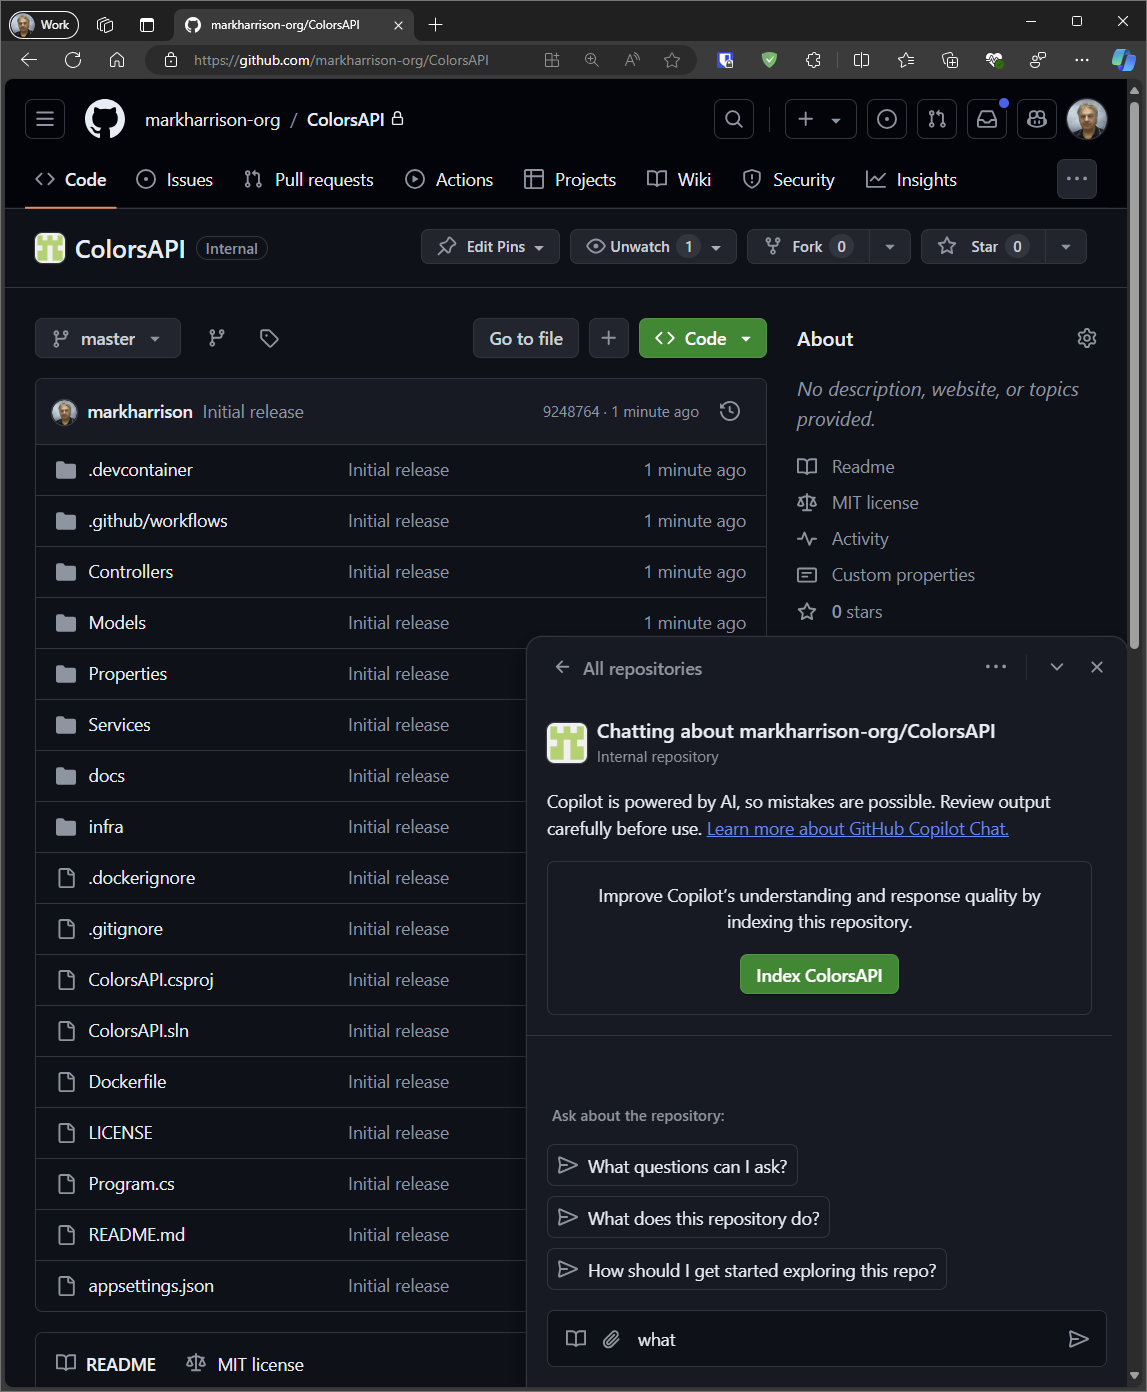 Work
markharrison-org/ColorsAPI
https://github.com/markharrison-org/ColorsAPI
markharrison-org / ColorsAPI
Code Issues Pull requests Actions Projects Wiki Security Insights
ColorsAPI Internal Edit Pins Unwatch 1 Fork 0 Star 0
master Go to file Code
About
No description, website, or topics
provided.
Readme
MIT license
Activity
Custom properties
0 stars
markharrison Initial release 9248764 · 1 minute ago
.devcontainer Initial release 1 minute ago
.github/workflows Initial release 1 minute ago
Controllers Initial release 1 minute ago
Models Initial release 1 minute ago
Properties Initial release
Services Initial release
docs Initial release
infra Initial release
.dockerignore Initial release
.gitignore Initial release
ColorsAPI.csproj Initial release
ColorsAPI.sln Initial release
Dockerfile Initial release
LICENSE Initial release
Program.cs Initial release
README.md Initial release
appsettings.json Initial release
README MIT license
All repositories
Chatting about markharrison-org/ColorsAPI
Internal repository
Copilot is powered by AI, so mistakes are possible. Review output
carefully before use. Learn more about GitHub Copilot Chat.
Improve Copilot's understanding and response quality by
indexing this repository.
Index ColorsAPI
Ask about the repository:
What questions can I ask?
What does this repository do?
How should I get started exploring this repo?
what